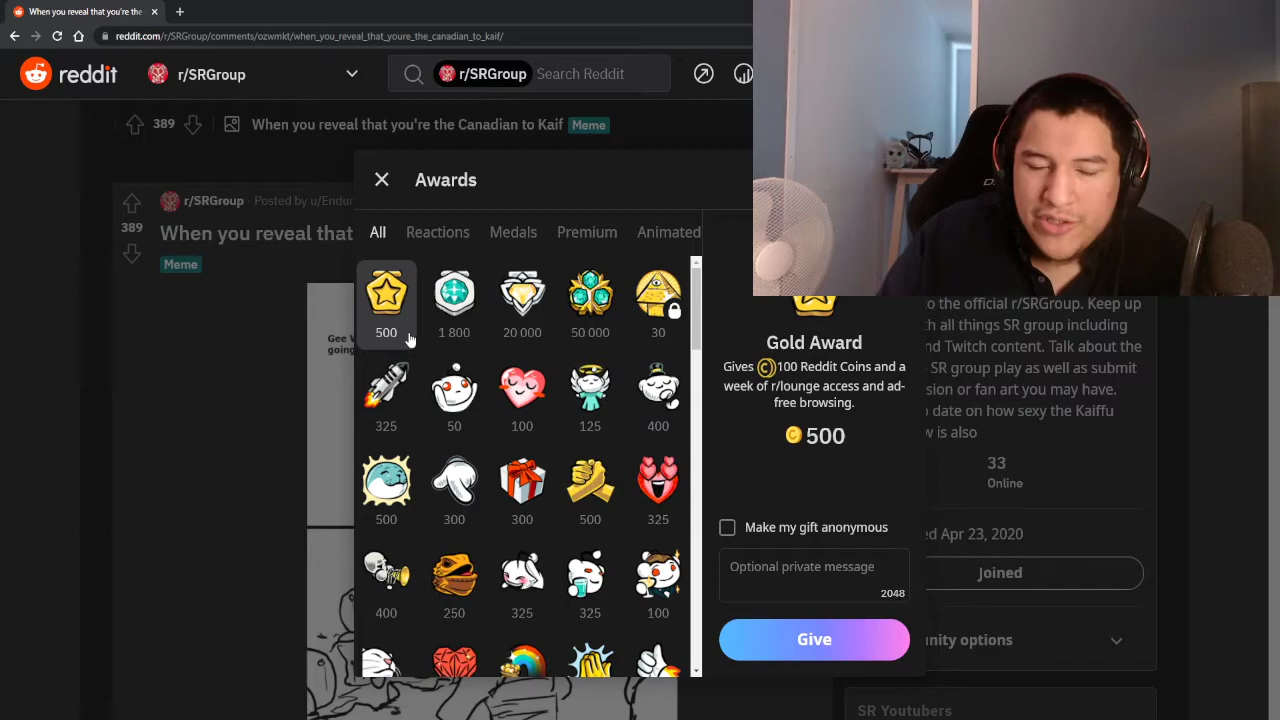 When you reveal that you're the
reddit.com/r/SRGroup/comments/ozwmkt/when_you_reveal_that_youre_the_canadian_to_kaif/
reddit
r/SRGroup
r/SRGroup Search Reddit
389 When you reveal that you're the Canadian to Kaif Meme
r/SRGroup · Posted by u/Endur
389
When you reveal that
Meme
Gee W
going
Awards
All Reactions Medals Premium Animated
500 1 800 20 000 50 000 30
325 50 100 125 400
500 300 300 500 325
400 250 325 325 100
Gold Award
Gives C 100 Reddit Coins and a
week of r/lounge access and ad-
free browsing.
500
Make my gift anonymous
Optional private message
2048
Give
o the official r/SRGroup. Keep up
h all things SR group including
nd Twitch content. Talk about the
SR group play as well as submit
sion or fan art you may have.
o date on how sexy the Kaiffu
w is also
33
Online
ed Apr 23, 2020
Joined
unity options
SR Youtubers